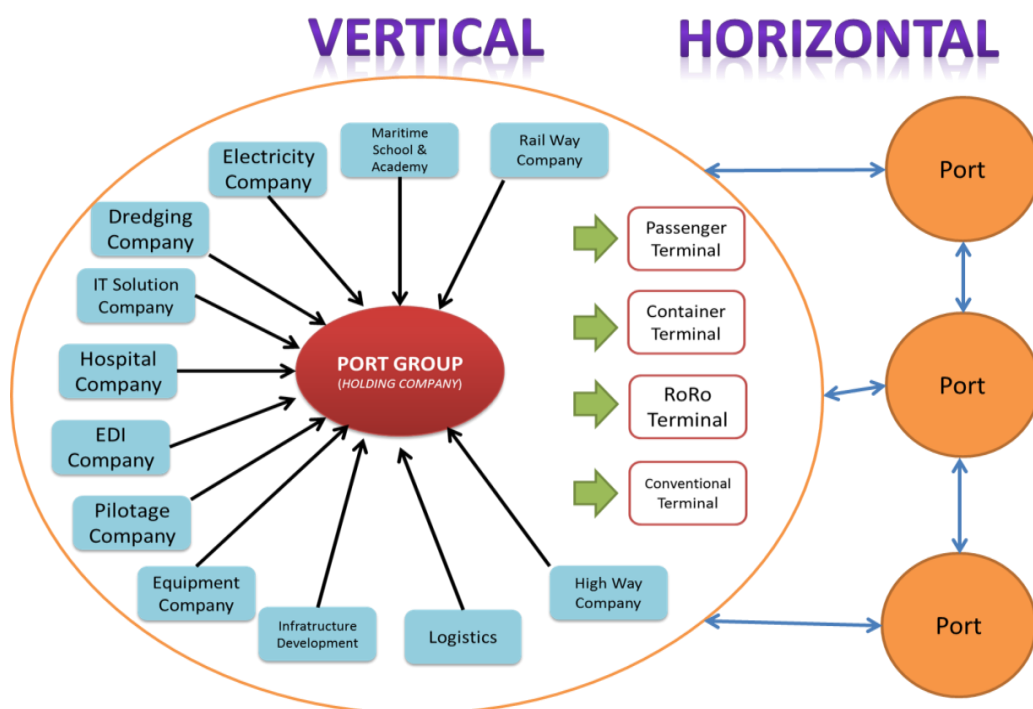 VERTICAL
HORIZONTAL
Electricity
Company
Maritime
School &
Academy
Rail Way
Company
Dredging
Company
IT Solution
Company
Hospital
Company
EDI
Company
Pilotage
Company
Equipment
Company
Infratructure
Development
Logistics
High Way
Company
PORT GROUP
(HOLDING COMPANY)
Passenger
Terminal
Container
Terminal
RoRo
Terminal
Conventional
Terminal
Port
Port
Port